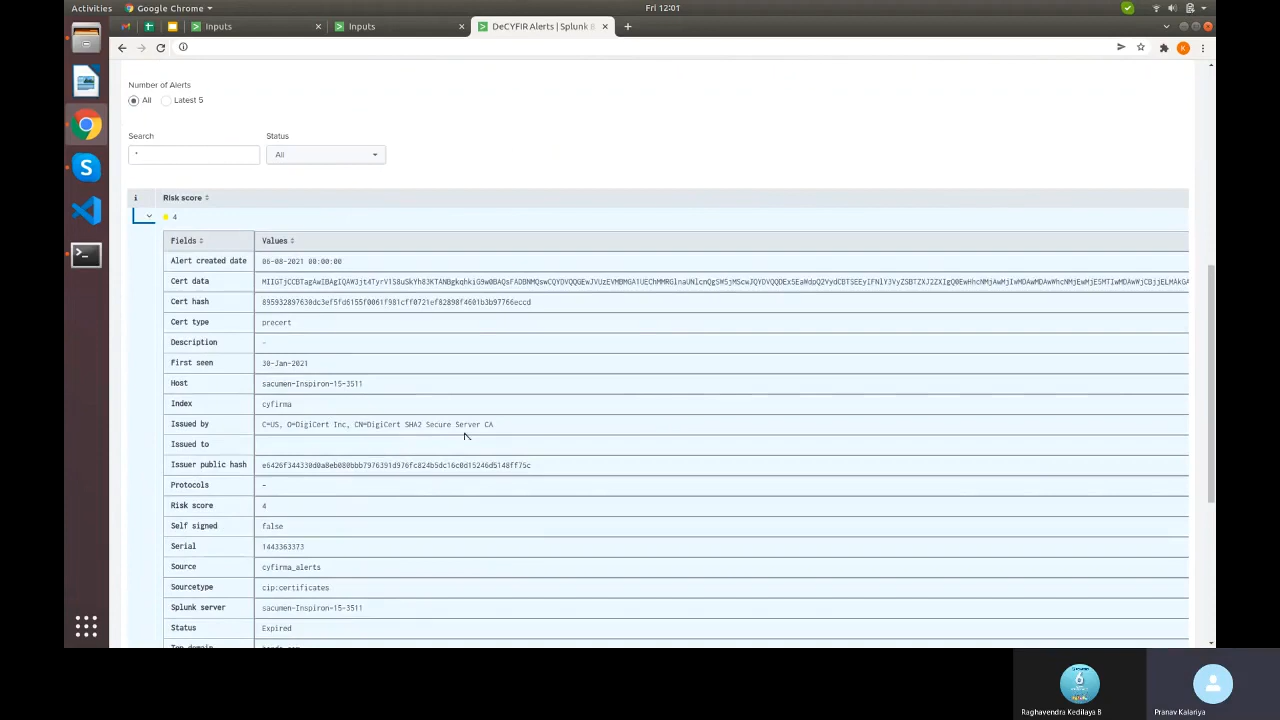 Activities
Google Chrome
Fri 12:01
Inputs
Inputs
DeCYFIR Alerts | Splunk 8
K
Number of Alerts
All
Latest 5
Search
Status
*
All
i
Risk score
4
Fields
Values
Alert created date
06-08-2021 00:00:00
Cert data
Cert hash
Cert type
precert
Description
-
First seen
30-Jan-2021
Host
sacumen-Inspiron-15-3511
Index
cyfirma
Issued by
C=US, O=DigiCert Inc, CN=DigiCert SHA2 Secure Server CA
Issued to
Issuer public hash
Protocols
-
Risk score
4
Self signed
false
Serial
1443363373
Source
cyfirma_alerts
Sourcetype
cip:certificates
Splunk server
sacumen-Inspiron-15-3511
Status
Expired
Raghavendra Kedilaya B
Pranav Kalariya